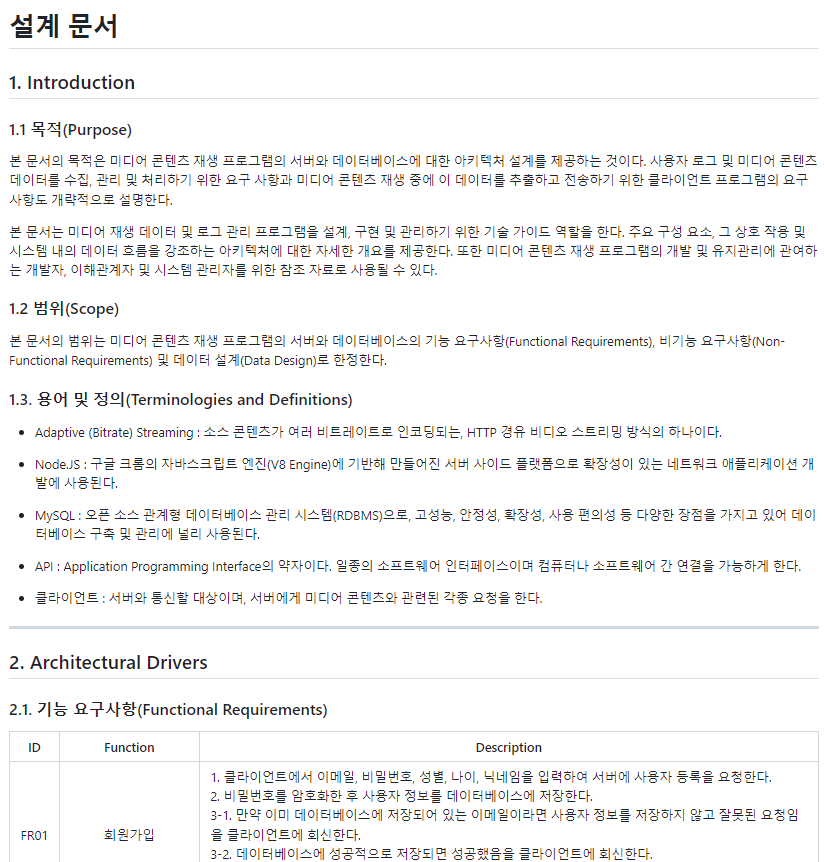 설계 문서
1. Introduction
1.1 목적(Purpose)
본 문서의 목적은 미디어 콘텐츠 재생 프로그램의 서버와 데이터베이스에 대한 아키텍처 설계를 제공하는 것이다. 사용자 로그 및 미디어 콘텐츠
데이터를 수집, 관리 및 처리하기 위한 요구 사항과 미디어 콘텐츠 재생 중에 이 데이터를 추출하고 전송하기 위한 클라이언트 프로그램의 요구
사항도 개략적으로 설명한다.
본 문서는 미디어 재생 데이터 및 로그 관리 프로그램을 설계, 구현 및 관리하기 위한 기술 가이드 역할을 한다. 주요 구성 요소, 그 상호 작용 및
시스템 내의 데이터 흐름을 강조하는 아키텍처에 대한 자세한 개요를 제공한다. 또한 미디어 콘텐츠 재생 프로그램의 개발 및 유지관리에 관여하
는 개발자, 이해관계자 및 시스템 관리자를 위한 참조 자료로 사용될 수 있다.
1.2 범위(Scope)
본 문서의 범위는 미디어 콘텐츠 재생 프로그램의 서버와 데이터베이스의 기능 요구사항(Functional Requirements), 비기능 요구사항(Non-
Functional Requirements) 및 데이터 설계(Data Design)로 한정한다.
1.3. 용어 및 정의(Terminologies and Definitions)
• Adaptive (Bitrate) Streaming : 소스 콘텐츠가 여러 비트레이트로 인코딩되는, HTTP 경유 비디오 스트리밍 방식의 하나이다.
• NodeJS : 구글 크롬의 자바스크립트 엔진(V8 Engine)에 기반해 만들어진 서버 사이드 플랫폼으로 확장성이 있는 네트워크 애플리케이션 개
발에 사용된다.
• MySQL : 오픈 소스 관계형 데이터베이스 관리 시스템(RDBMS)으로, 고성능, 안정성, 확장성, 사용 편의성 등 다양한 장점을 가지고 있어 데이
터베이스 구축 및 관리에 널리 사용된다.
• API : Application Programming Interface의 약자이다. 일종의 소프트웨어 인터페이스이며 컴퓨터나 소프트웨어 간 연결을 가능하게 한다.
• 클라이언트 : 서버와 통신할 대상이며, 서버에게 미디어 콘텐츠와 관련된 각종 요청을 한다.
2. Architectural Drivers
2.1. 기능 요구사항(Functional Requirements)
ID Function Description
1. 클라이언트에서 이메일, 비밀번호, 성별, 나이, 닉네임을 입력하여 서버에 사용자 등록을 요청한다.
2. 비밀번호를 암호화한 후 사용자 정보를 데이터베이스에 저장한다.
3-1. 만약 이미 데이터베이스에 저장되어 있는 이메일이라면 사용자 정보를 저장하지 않고 잘못된 요청임
FR01 회원가입 을 클라이언트에 회신한다.
3-2. 데이터베이스에 성공적으로 저장되면 성공했음을 클라이언트에 회신한다.